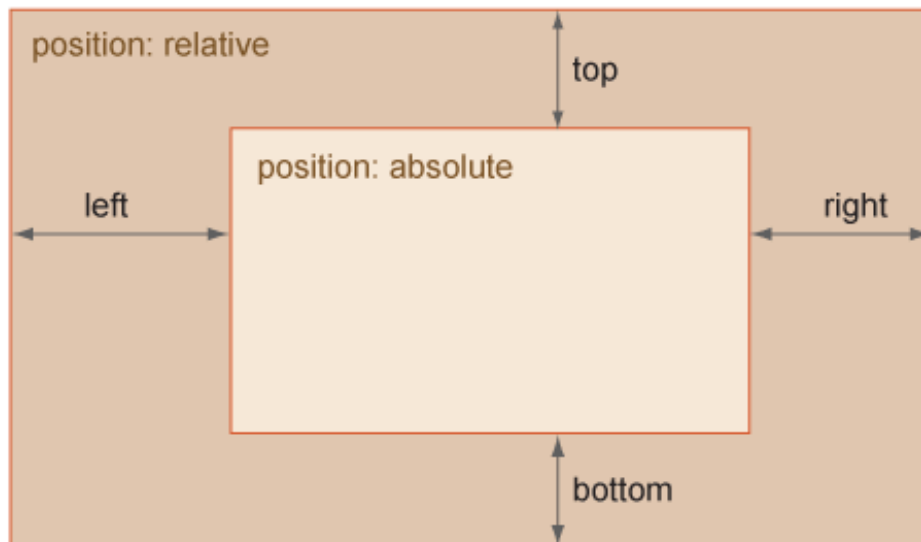 position: relative
top
position: absolute
left
right
bottom